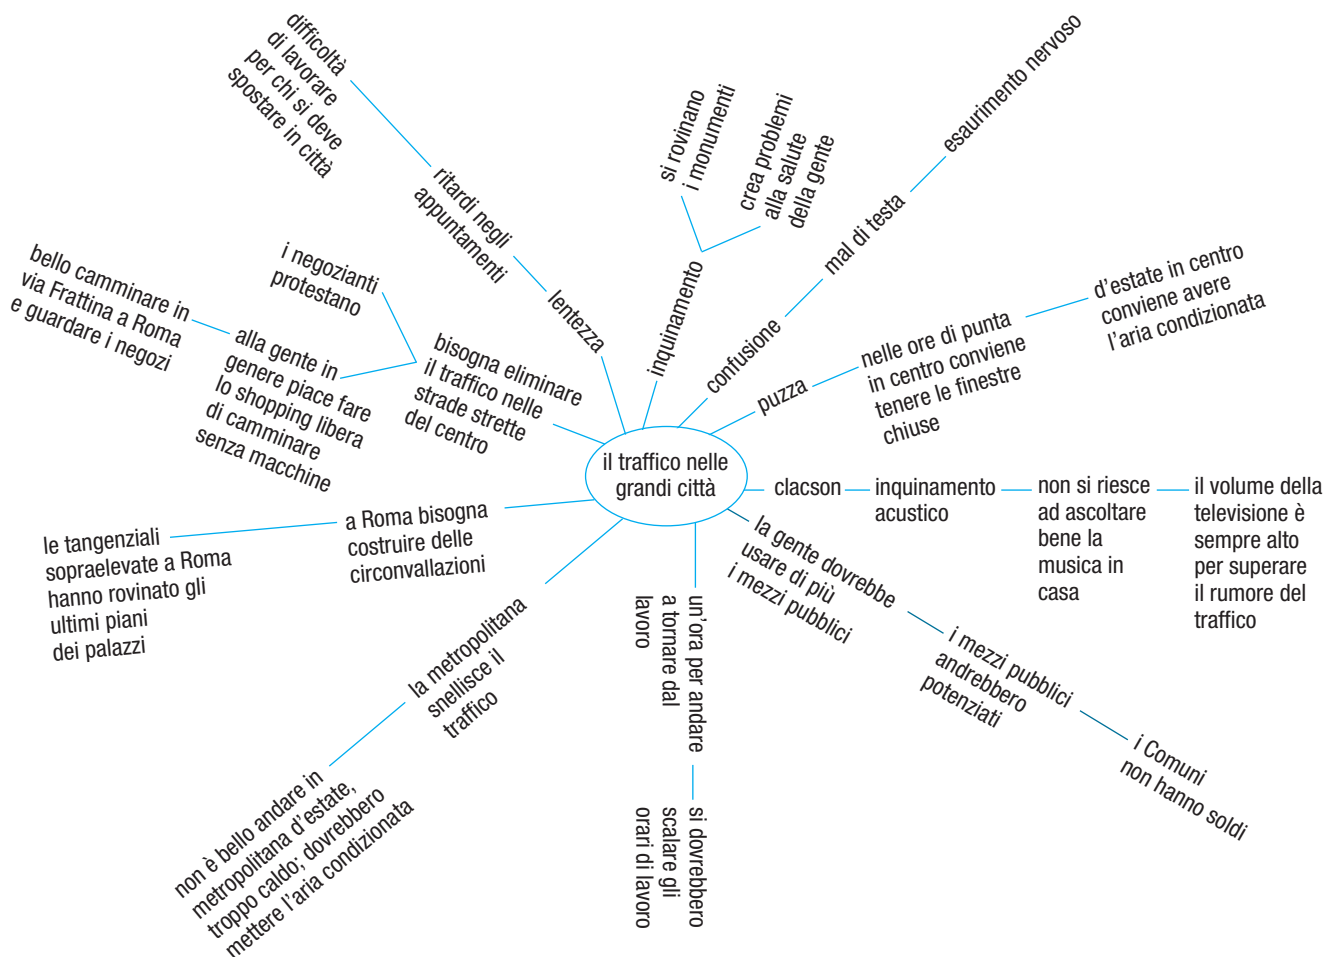 il traffico nelle
grandi città
lentezza
ritardi negli
appuntamenti
difficoltà
di lavorare
per chi si deve
spostare in città
inquinamento
si rovinano
i monumenti
crea problemi
alla salute
della gente
confusione
mal di testa
esaurimento nervoso
puzza
nelle ore di punta
in centro conviene
tenere le finestre
chiuse
d'estate in centro
conviene avere
l'aria condizionata
clacson
inquinamento
acustico
non si riesce
ad ascoltare
bene la
musica in
casa
il volume della
televisione è
sempre alto
per superare
il rumore del
traffico
la gente dovrebbe
usare di più
i mezzi pubblici
i mezzi pubblici
andrebbero
potenziati
i Comuni
non hanno soldi
un'ora per andare
a tornare dal
lavoro
si dovrebbero
scalare gli
orari di lavoro
la metropolitana
snellisce il
traffico
non è bello andare in
metropolitana d'estate,
troppo caldo; dovrebbero
mettere l'aria condizionata
a Roma bisogna
costruire delle
circonvallazioni
le tangenziali
sopraelevate a Roma
hanno rovinato gli
ultimi piani
dei palazzi
bisogna eliminare
il traffico nelle
strade strette
del centro
i negozianti
protestano
alla gente in
genere piace fare
lo shopping libera
di camminare
senza macchine
bello camminare in
via Frattina a Roma
e guardare i negozi